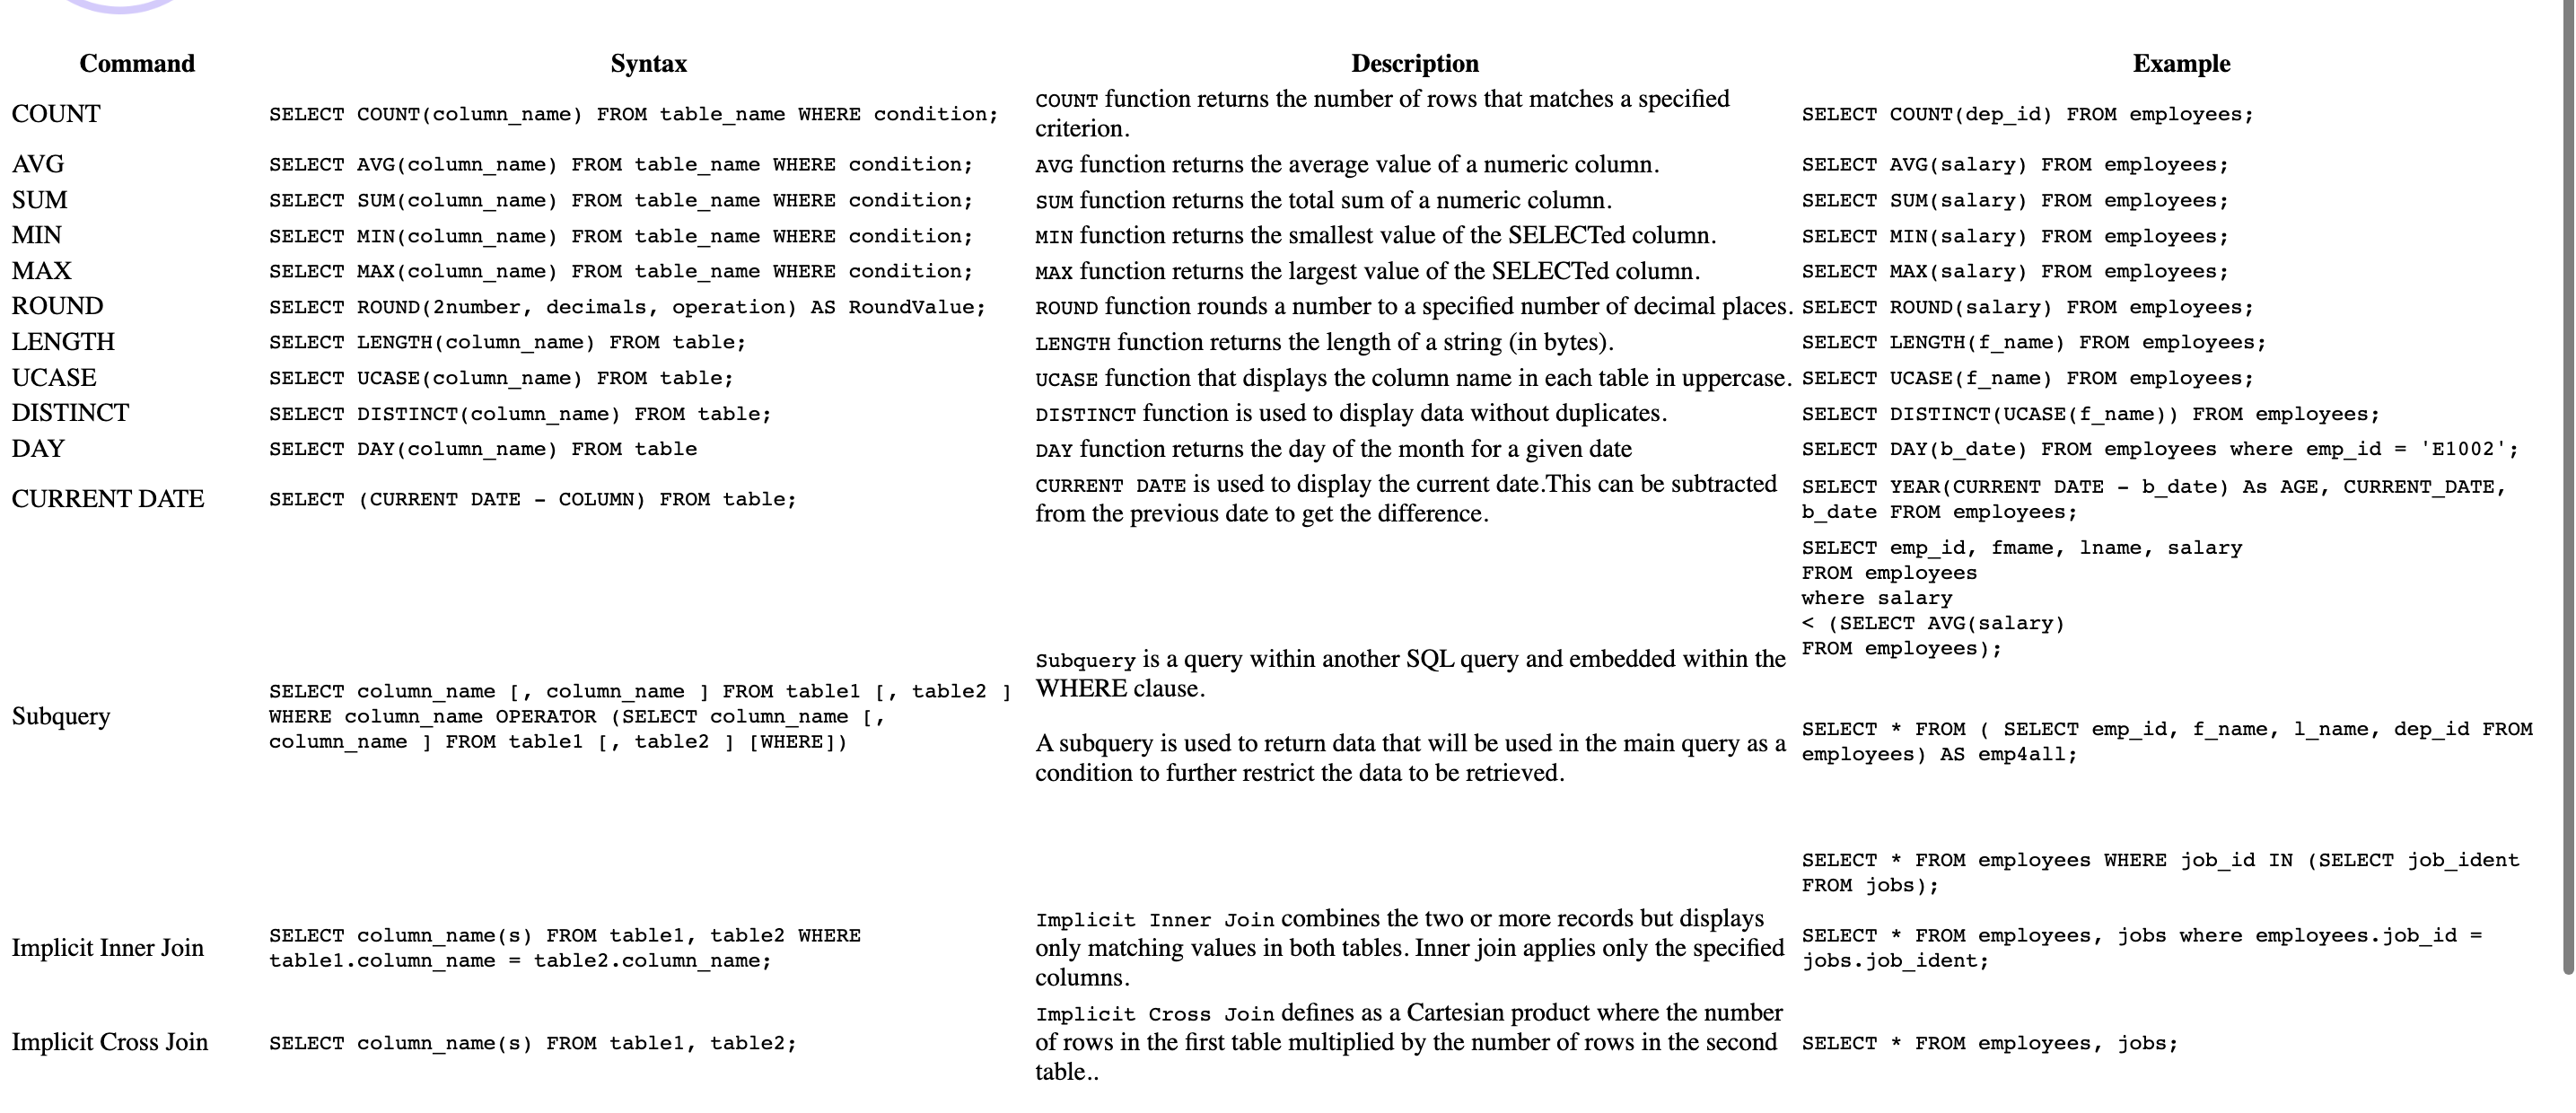 Command Syntax Description Example
COUNT SELECT COUNT(column_name) FROM table_name WHERE condition; COUNT function returns the number of rows that matches a specified
criterion. SELECT COUNT(dep_id) FROM employees;
AVG SELECT AVG(column_name) FROM table_name WHERE condition; AVG function returns the average value of a numeric column. SELECT AVG(salary) FROM employees;
SUM SELECT SUM(column_name) FROM table_name WHERE condition; SUM function returns the total sum of a numeric column. SELECT SUM(salary) FROM employees;
MIN SELECT MIN(column_name) FROM table_name WHERE condition; MIN function returns the smallest value of the SELECTed column. SELECT MIN(salary) FROM employees;
MAX SELECT MAX(column_name) FROM table_name WHERE condition; MAX function returns the largest value of the SELECTed column. SELECT MAX(salary) FROM employees;
ROUND SELECT ROUND(2number, decimals, operation) AS RoundValue; ROUND function rounds a number to a specified number of decimal places. SELECT ROUND(salary) FROM employees;
LENGTH SELECT LENGTH(column_name) FROM table; LENGTH function returns the length of a string (in bytes). SELECT LENGTH(f_name) FROM employees;
UCASE SELECT UCASE(column_name) FROM table; UCASE function that displays the column name in each table in uppercase. SELECT UCASE(f_name) FROM employees;
DISTINCT SELECT DISTINCT(column_name) FROM table; DISTINCT function is used to display data without duplicates. SELECT DISTINCT(UCASE(f_name)) FROM employees;
DAY SELECT DAY(column_name) FROM table DAY function returns the day of the month for a given date SELECT DAY(b_date) FROM employees where emp_id = 'E1002';
CURRENT DATE SELECT (CURRENT DATE - COLUMN) FROM table; CURRENT DATE is used to display the current date.This can be subtracted
from the previous date to get the difference. SELECT YEAR(CURRENT DATE - b_date) As AGE, CURRENT_DATE,
b_date FROM employees;
Subquery
SELECT column_name [, column_name ] FROM table1 [, table2 ]
WHERE column_name OPERATOR (SELECT column_name [,
column_name ] FROM table1 [, table2 ] [WHERE])
Subquery is a query within another SQL query and embedded within the
WHERE clause.
A subquery is used to return data that will be used in the main query as a
condition to further restrict the data to be retrieved.
SELECT emp_id, fmame, lname, salary
FROM employees
where salary
< (SELECT AVG(salary)
FROM employees);
SELECT * FROM ( SELECT emp_id, f_name, l_name, dep_id FROM
employees) AS emp4all;
SELECT * FROM employees WHERE job_id IN (SELECT job_ident
FROM jobs);
Implicit Inner Join
SELECT column_name(s) FROM table1, table2 WHERE
table1.column_name = table2.column_name;
Implicit Inner Join combines the two or more records but displays
only matching values in both tables. Inner join applies only the specified
columns.
SELECT * FROM employees, jobs where employees.job_id =
jobs.job_ident;
Implicit Cross Join
SELECT column_name(s) FROM table1, table2;
Implicit Cross Join defines as a Cartesian product where the number
of rows in the first table multiplied by the number of rows in the second
table..
SELECT * FROM employees, jobs;